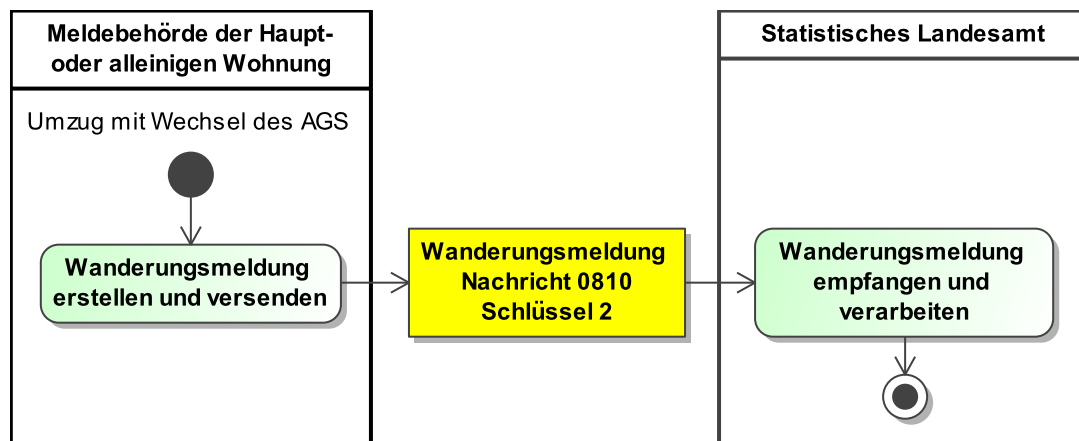 Meldebehörde der Haupt-
oder alleinigen Wohnung
Statistisches Landesamt
Umzug mit Wechsel des AGS
Wanderungsmeldung
erstellen und versenden
Wanderungsmeldung
Nachricht 0810
Schlüssel 2
Wanderungsmeldung
empfangen und
verarbeiten